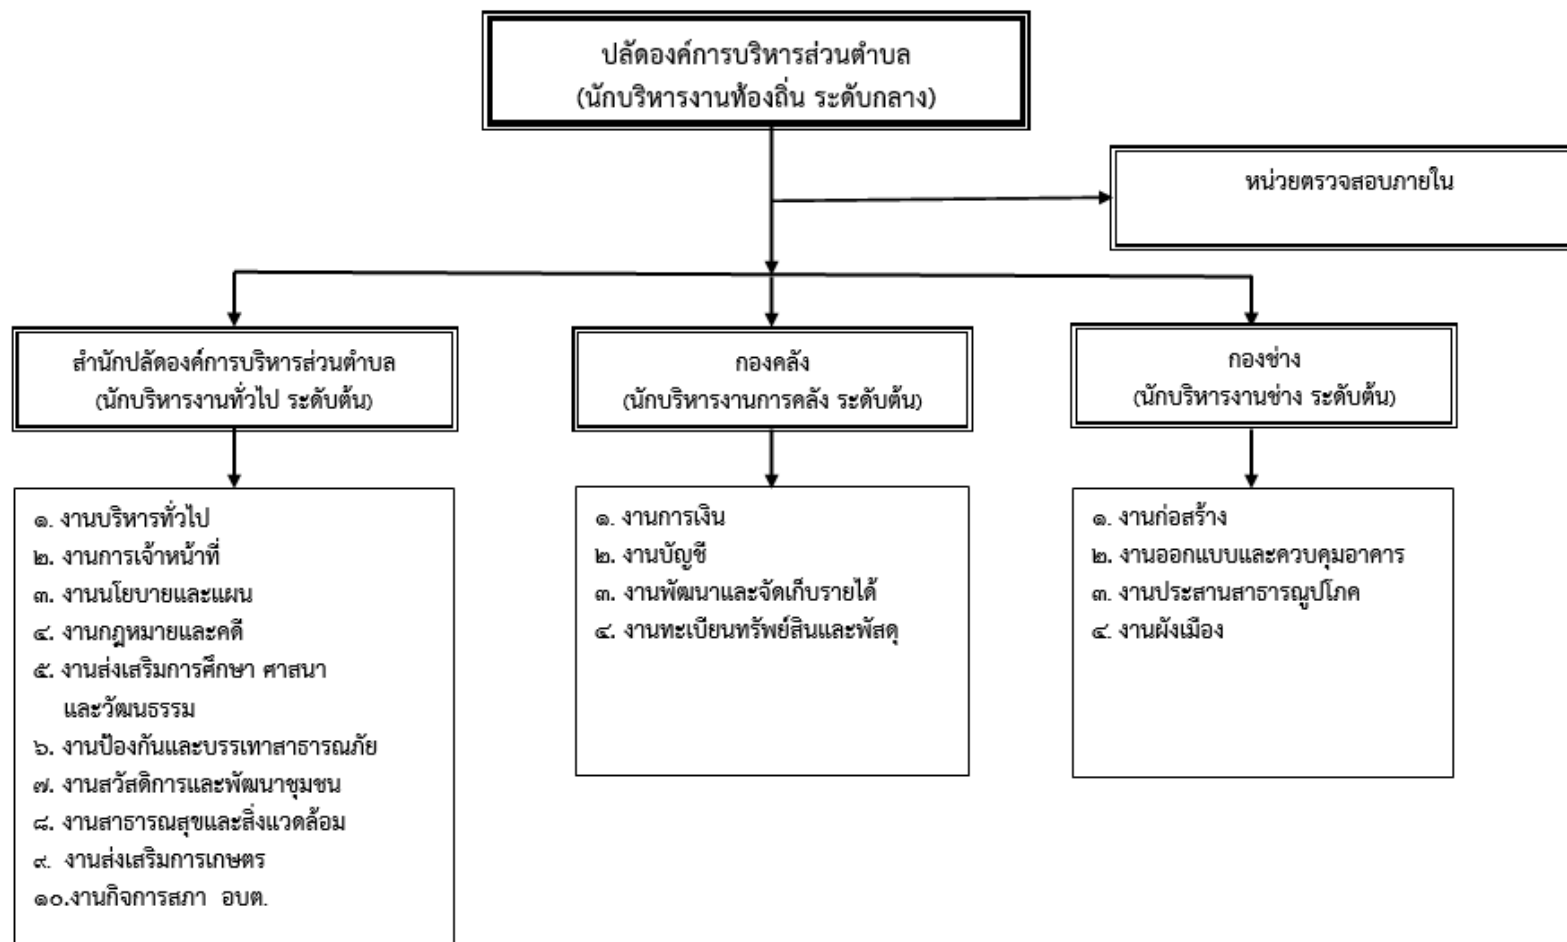 ปลัดองค์การบริหารส่วนตำบล
(นักบริหารงานท้องถิ่น ระดับกลาง)
หน่วยตรวจสอบภายใน
สำนักปลัดองค์การบริหารส่วนตำบล
(นักบริหารงานทั่วไป ระดับต้น)
กองคลัง
(นักบริหารงานการคลัง ระดับต้น)
กองช่าง
(นักบริหารงานช่าง ระดับต้น)
๑. งานบริหารทั่วไป
๒. งานการเจ้าหน้าที่
๓. งานนโยบายและแผน
๔. งานกฎหมายและคดี
๕. งานส่งเสริมการศึกษา ศาสนา
และวัฒนธรรม
๖. งานป้องกันและบรรเทาสาธารณภัย
๗. งานสวัสดิการและพัฒนาชุมชน
๘. งานสาธารณสุขและสิ่งแวดล้อม
๙. งานส่งเสริมการเกษตร
๑๐.งานกิจการสภา อบต.
๑. งานการเงิน
๒. งานบัญชี
๓. งานพัฒนาและจัดเก็บรายได้
๔. งานทะเบียนทรัพย์สินและพัสดุ
๑. งานก่อสร้าง
๒. งานออกแบบและควบคุมอาคาร
๓. งานประสานสาธารณูปโภค
๔. งานผังเมือง